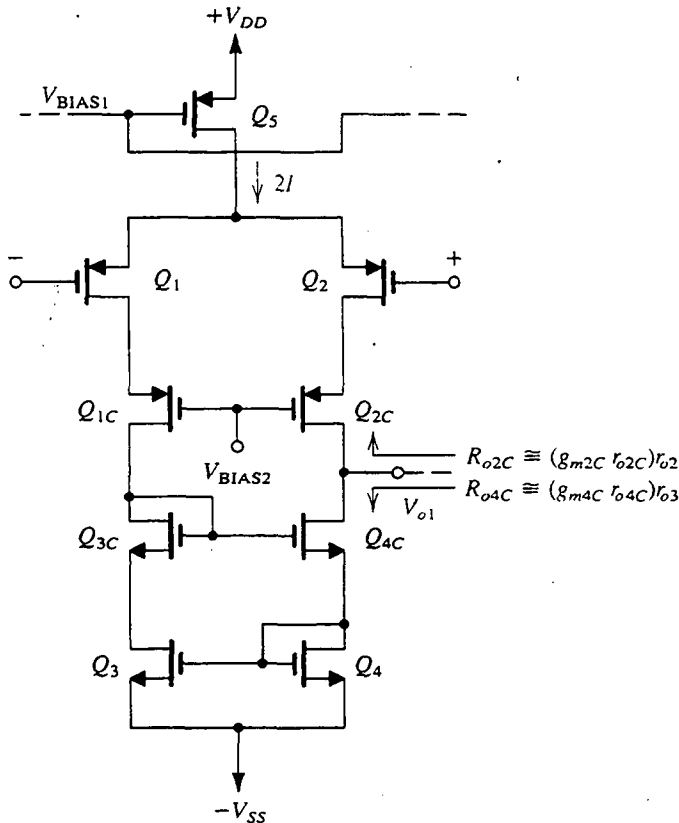 +V_DD
V_BIAS1
Q_5
2I
−
Q_1
Q_2
+
Q_1C
Q_2C
V_BIAS2
R_o2C ≅ (g_m2C r_o2C)r_o2
R_o4C ≅ (g_m4C r_o4C)r_o3
V_o1
Q_3C
Q_4C
Q_3
Q_4
−V_SS